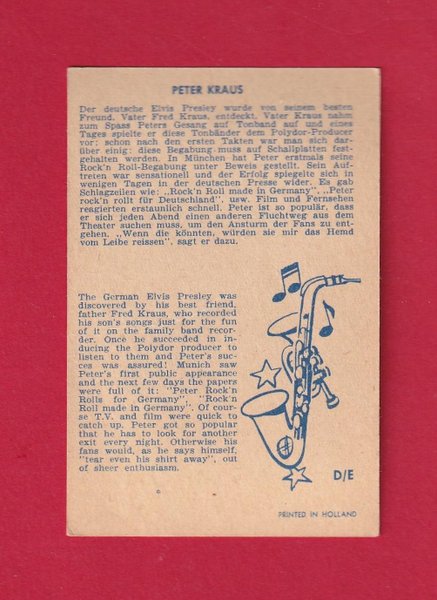 PETER KRAUS
Der deutsche Elvis Presley wurde von seinem besten
Freund, Vater Fred Kraus, entdeckt. Vater Kraus nahm
zum Spass Peters Gesang auf Tonband auf und eines
Tages spielte er diese Tonbänder dem Polydor-Producer
vor: schon nach den ersten Takten war man sich dar-
über einig: diese Begabung muss auf Schallplatten fest-
gehalten werden. In München hat Peter erstmals seine
Rock'n Roll-Begabung unter Beweis gestellt. Sein Auf-
treten war sensationell und der Erfolg spiegelte sich in
wenigen Tagen in der deutschen Presse wider. Es gab
Schlagzeilen wie: „Rock'n Roll made in Germany", „Peter
rock'n rollt für Deutschland", usw. Film und Fernsehen
reagierten erstaunlich schnell. Peter ist so populär, dass
er sich jeden Abend einen anderen Fluchtweg aus dem
Theater suchen muss, um den Ansturm der Fans zu ent-
gehen. „Wenn die könnten, würden sie mir das Hemd
vom Leibe reissen", sagt er dazu.
The German Elvis Presley was
discovered by his best friend,
father Fred Kraus, who recorded
his son's songs just for the fun
of it on the family band recor-
der. Once he succeeded in in-
ducing the Polydor producer to
listen to them and Peter's suc-
ces was assured! Munich saw
Peter's first public appearance
and the next few days the papers
were full of it: "Peter Rock'n
Rolls for Germany", "Rock'n
Roll made in Germany". Of cour-
se T.V. and film were quick to
catch up. Peter got so popular
that he has to look for another
exit every night. Otherwise his
fans would, as he says himself,
"tear even his shirt away", out
of sheer enthusiasm.
D/E
PRINTED IN HOLLAND